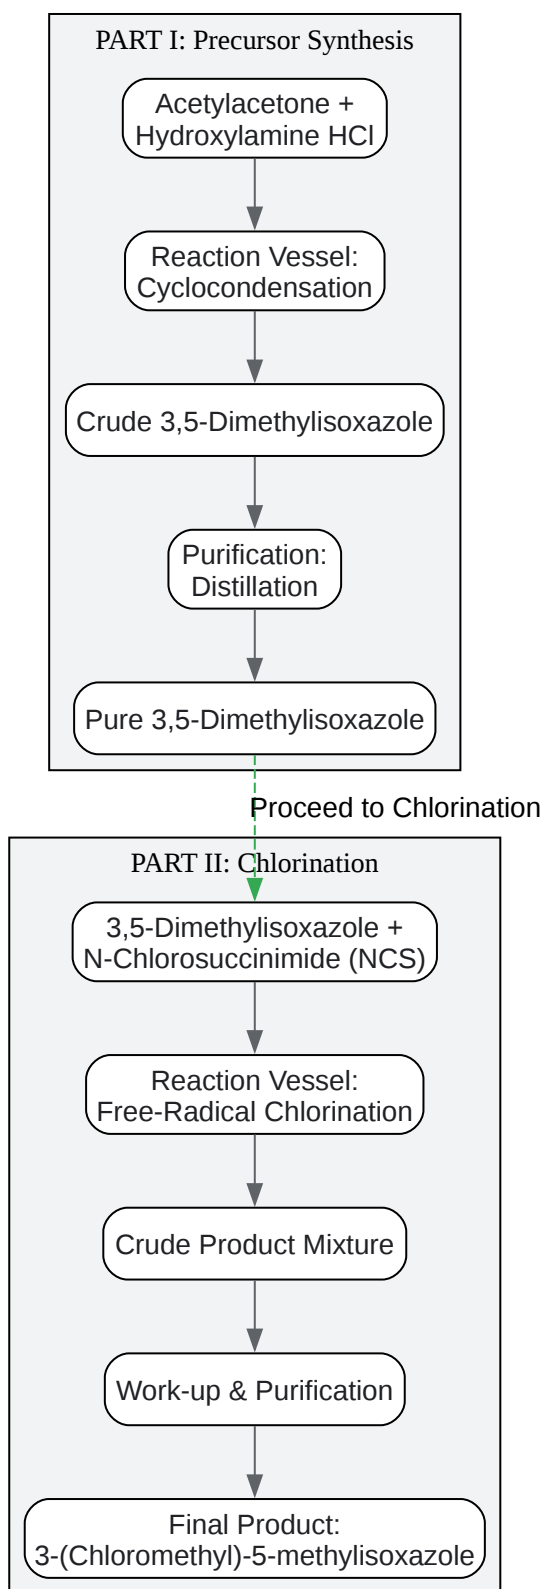 PART I: Precursor Synthesis
Acetylacetone +
Hydroxylamine HCl
Reaction Vessel:
Cyclocondensation
Crude 3,5-Dimethylisoxazole
Purification:
Distillation
Pure 3,5-Dimethylisoxazole
Proceed to Chlorination
PART II: Chlorination
3,5-Dimethylisoxazole +
N-Chlorosuccinimide (NCS)
Reaction Vessel:
Free-Radical Chlorination
Crude Product Mixture
Work-up & Purification
Final Product:
3-(Chloromethyl)-5-methylisoxazole